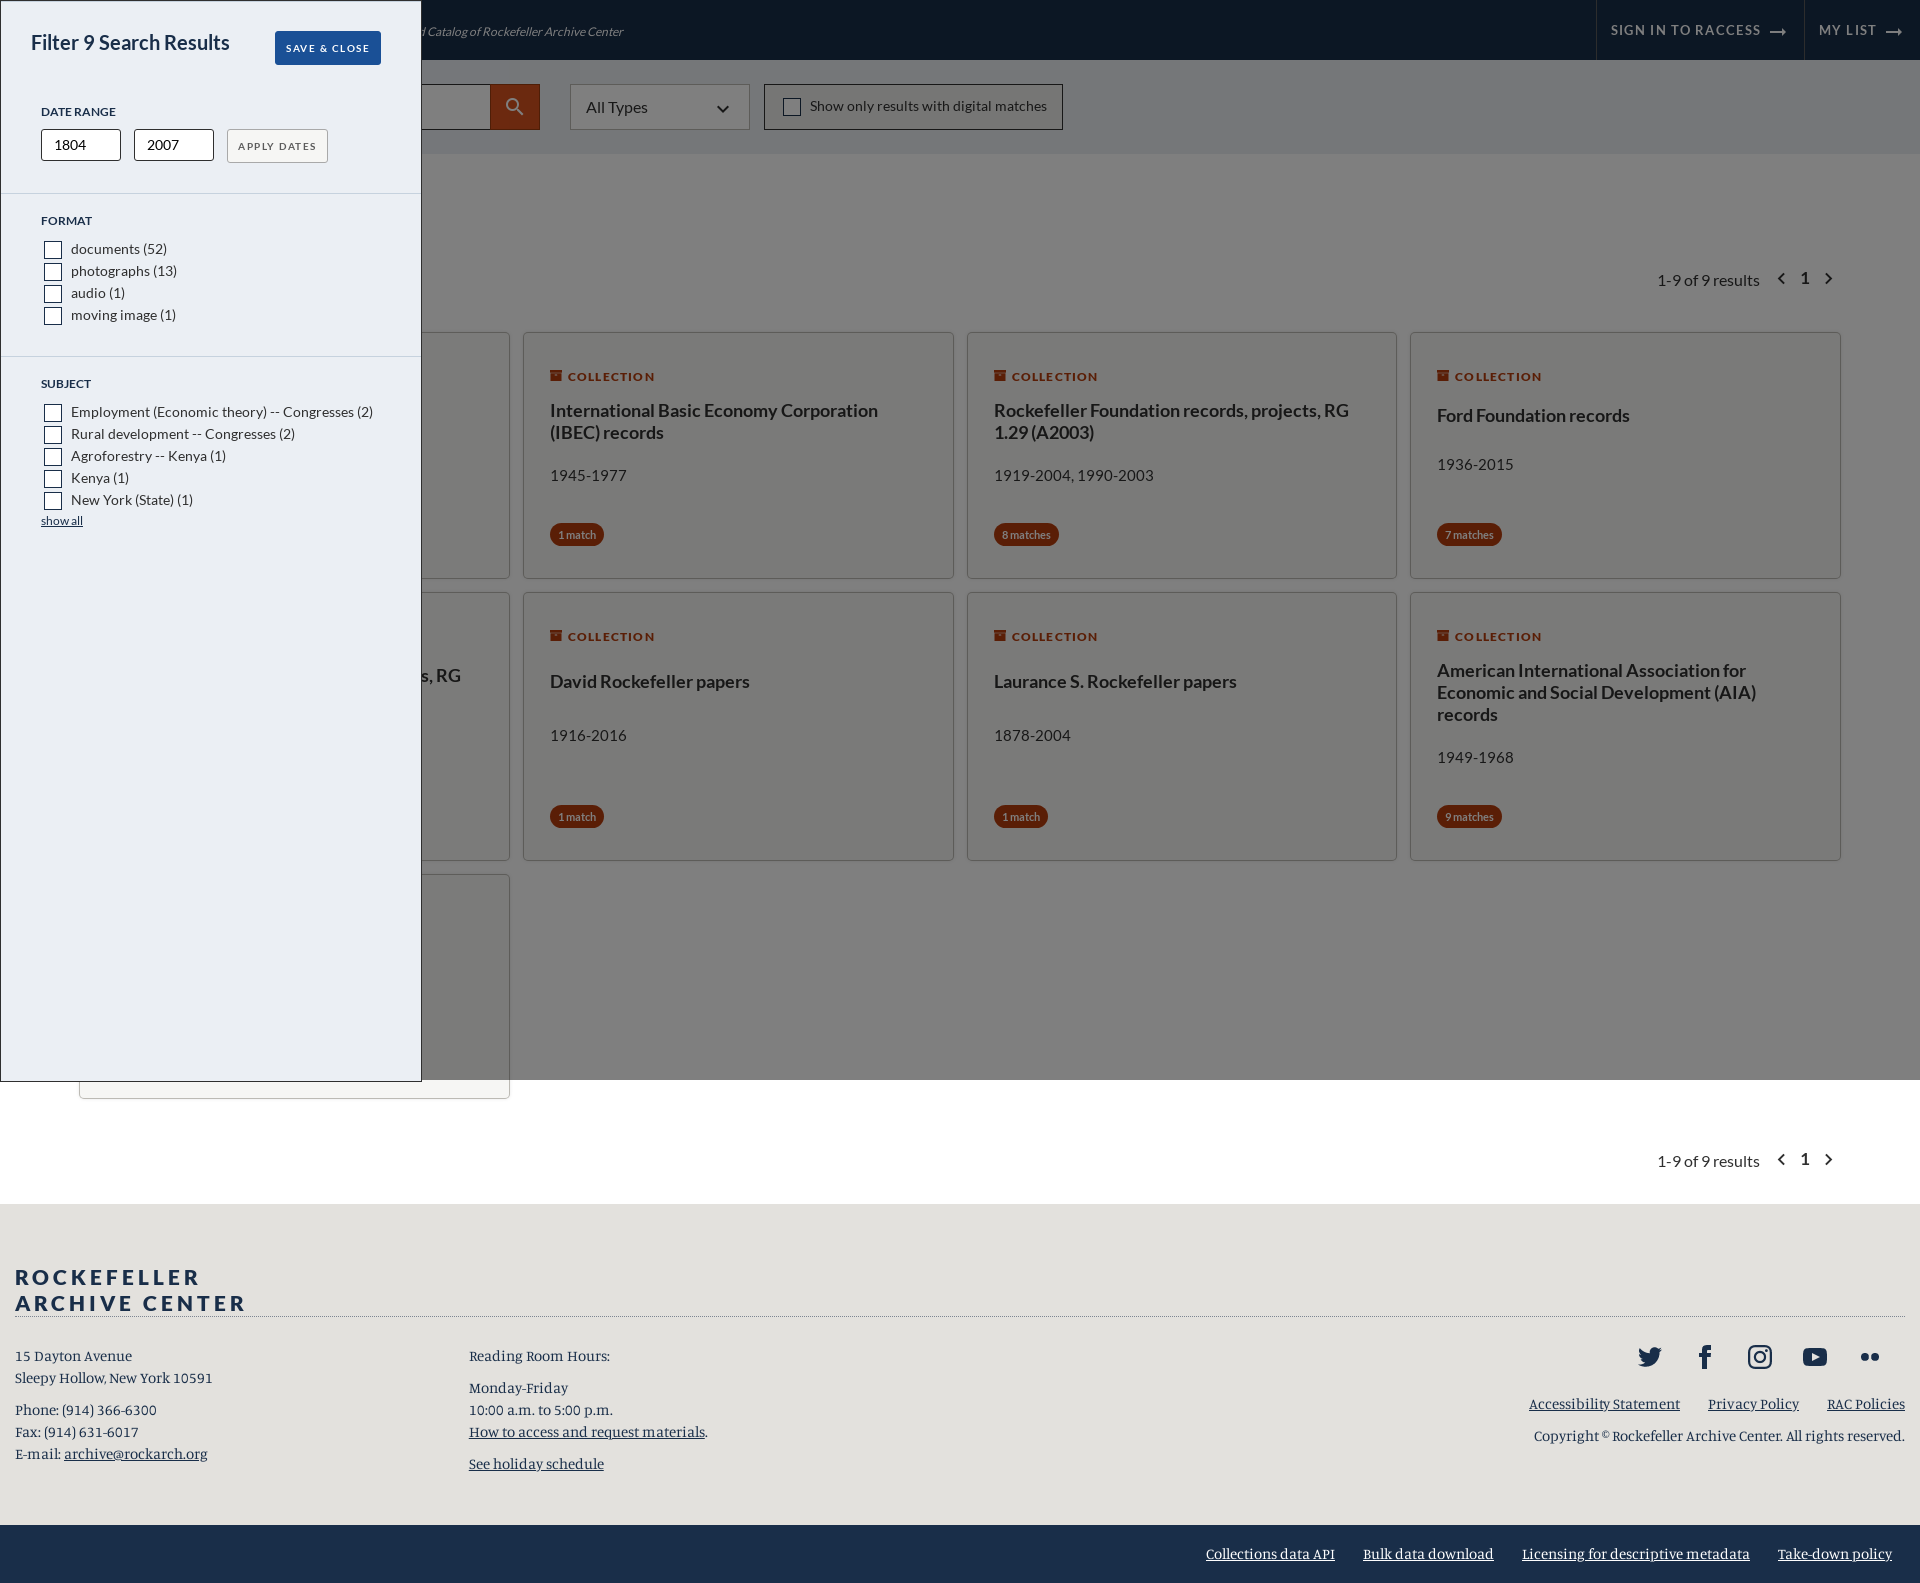 Filter 9 Search Results
SAVE & CLOSE
Catalog of Rockefeller Archive Center
SIGN IN TO RACCESS
MY LIST
All Types
Show only results with digital matches
DATE RANGE
1804
2007
APPLY DATES
FORMAT
documents (52)
photographs (13)
audio (1)
moving image (1)
SUBJECT
Employment (Economic theory) -- Congresses (2)
Rural development -- Congresses (2)
Agroforestry -- Kenya (1)
Kenya (1)
New York (State) (1)
show all
1-9 of 9 results
1
COLLECTION
International Basic Economy Corporation
(IBEC) records
1945-1977
1 match
COLLECTION
Rockefeller Foundation records, projects, RG
1.29 (A2003)
1919-2004, 1990-2003
8 matches
COLLECTION
Ford Foundation records
1936-2015
7 matches
s, RG
COLLECTION
David Rockefeller papers
1916-2016
1 match
COLLECTION
Laurance S. Rockefeller papers
1878-2004
1 match
COLLECTION
American International Association for
Economic and Social Development (AIA)
records
1949-1968
9 matches
1-9 of 9 results
1
ROCKEFELLER
ARCHIVE CENTER
15 Dayton Avenue
Sleepy Hollow, New York 10591
Phone: (914) 366-6300
Fax: (914) 631-6017
E-mail: archive@rockarch.org
Reading Room Hours:
Monday-Friday
10:00 a.m. to 5:00 p.m.
How to access and request materials.
See holiday schedule
Accessibility Statement
Privacy Policy
RAC Policies
Copyright © Rockefeller Archive Center. All rights reserved.
Collections data API
Bulk data download
Licensing for descriptive metadata
Take-down policy